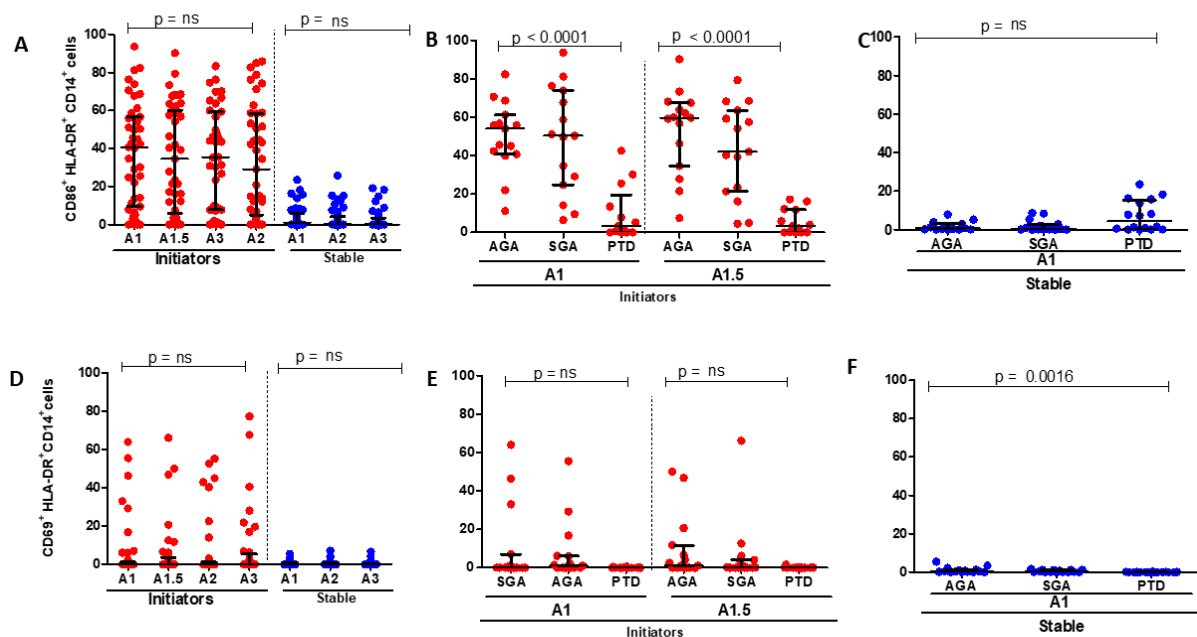 A
p = ns
p = ns
CD86+ HLA-DR+ CD14+ cells
100
80
60
40
20
0
A1 A1.5 A3 A2 A1 A2 A3
Initiators Stable
B
p < 0.0001 p < 0.0001
100
80
60
40
20
0
AGA SGA PTD AGA SGA PTD
A1 A1.5
Initiators
C
p = ns
100
80
60
40
20
0
AGA SGA PTD
A1
Stable
D
p = ns p = ns
CD69+ HLA-DR+CD14+cells
100
80
60
40
20
0
A1 A1.5 A2 A3 A1 A2 A3
Initiators Stable
E
p = ns p = ns
100
80
60
40
20
0
SGA AGA PTD AGA SGA PTD
A1 A1.5
Initiators
F
p = 0.0016
100
80
60
40
20
0
AGA SGA PTD
A1
Stable